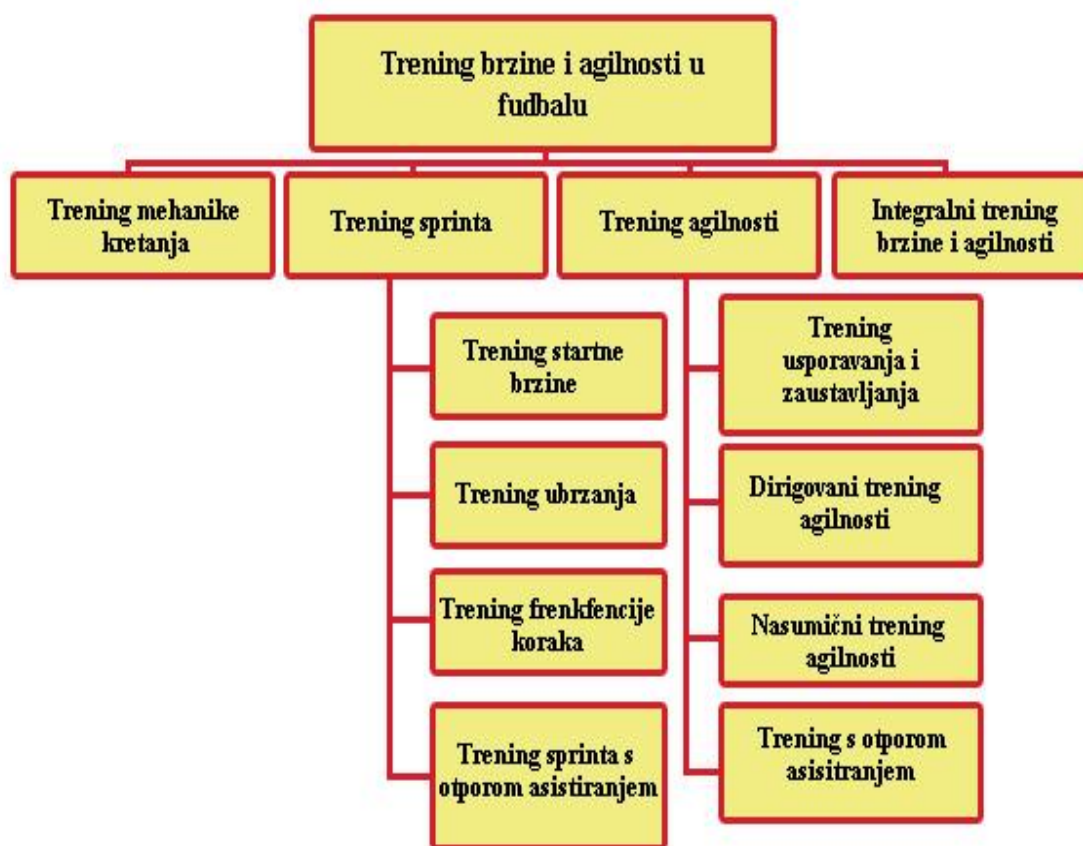 Trening brzine i agilnosti u
fudbalu
Trening mehanike
kretanja
Trening sprinta
Trening agilnosti
Integralni trening
brzine i agilnosti
Trening startne
brzine
Trening ubrzanja
Trening frenkfencije
koraka
Trening sprinta s
otporom asistiranjem
Trening
usporavanja i
zaustavljanja
Dirigovani trening
agilnosti
Nasumični trening
agilnosti
Trening s otporom
asisitranjem